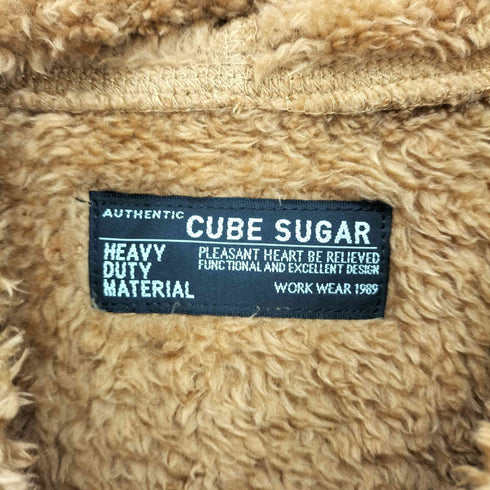 AUTHENTIC CUBE SUGAR
HEAVY DUTY MATERIAL
PLEASANT HEART BE RELIEVED
FUNCTIONAL AND EXCELLENT DESIGN
WORK WEAR 1989